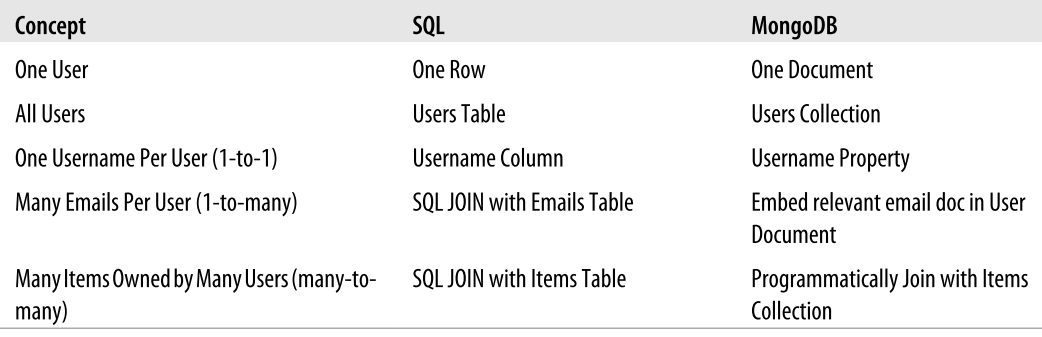 Concept SQL MongoDB
One User One Row One Document
All Users Users Table Users Collection
One Username Per User (1-to-1) Username Column Username Property
Many Emails Per User (1-to-many) SQL JOIN with Emails Table Embed relevant email doc in User
Document
Many Items Owned by Many Users (many-to- SQL JOIN with Items Table Programmatically Join with Items
many) Collection